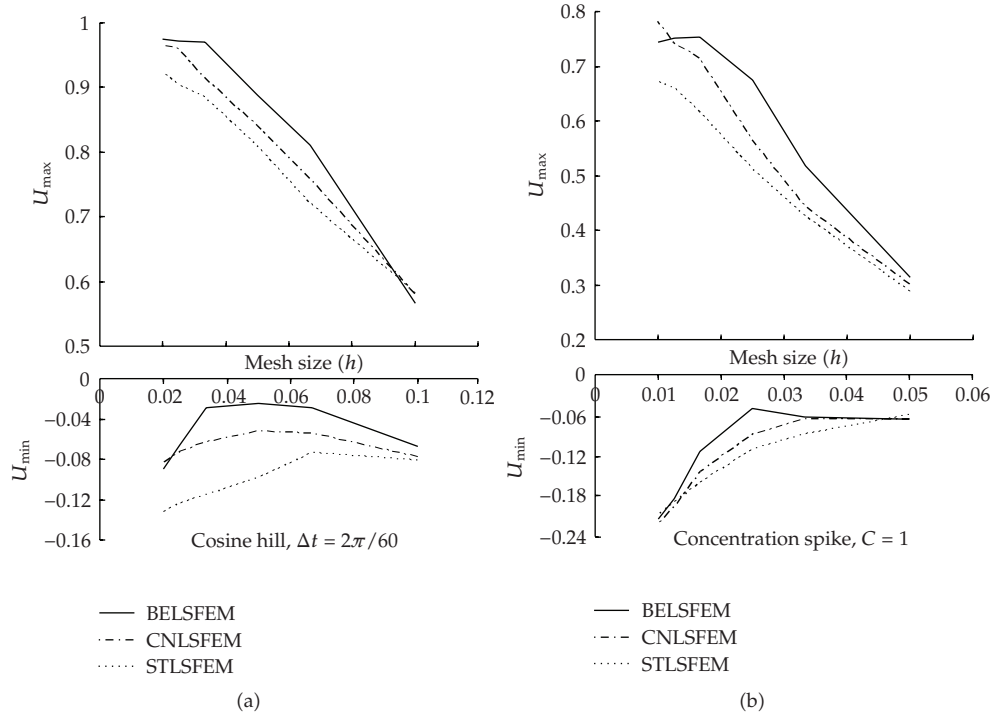 1
0.9
0.8
0.7
0.6
0.5
U_max
Mesh size (h)
0
0 0.02 0.04 0.06 0.08 0.1 0.12
−0.04
−0.08
−0.12
−0.16
U_min
Cosine hill, Δt = 2π/60
BELSFEM
CNLSFEM
STLSFEM
(a)
0.8
0.7
0.6
0.5
0.4
0.3
0.2
U_max
Mesh size (h)
0
0 0.01 0.02 0.03 0.04 0.05 0.06
−0.06
−0.12
−0.18
−0.24
U_min
Concentration spike, C = 1
BELSFEM
CNLSFEM
STLSFEM
(b)